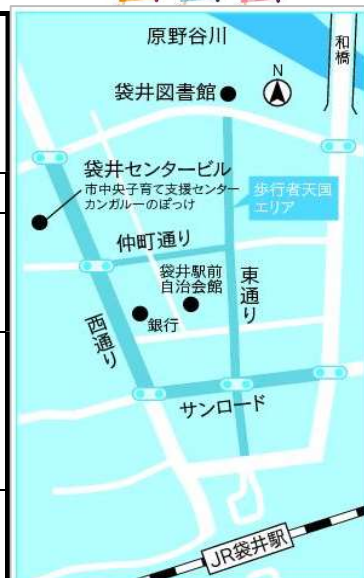 原野谷川
和橋
袋井図書館
N
袋井センタービル
市中央子育て支援センター
カンガルーのぽっけ
歩行者天国
エリア
仲町通り
袋井駅前
自治会館
東通り
銀行
西通り
サンロード
JR袋井駅